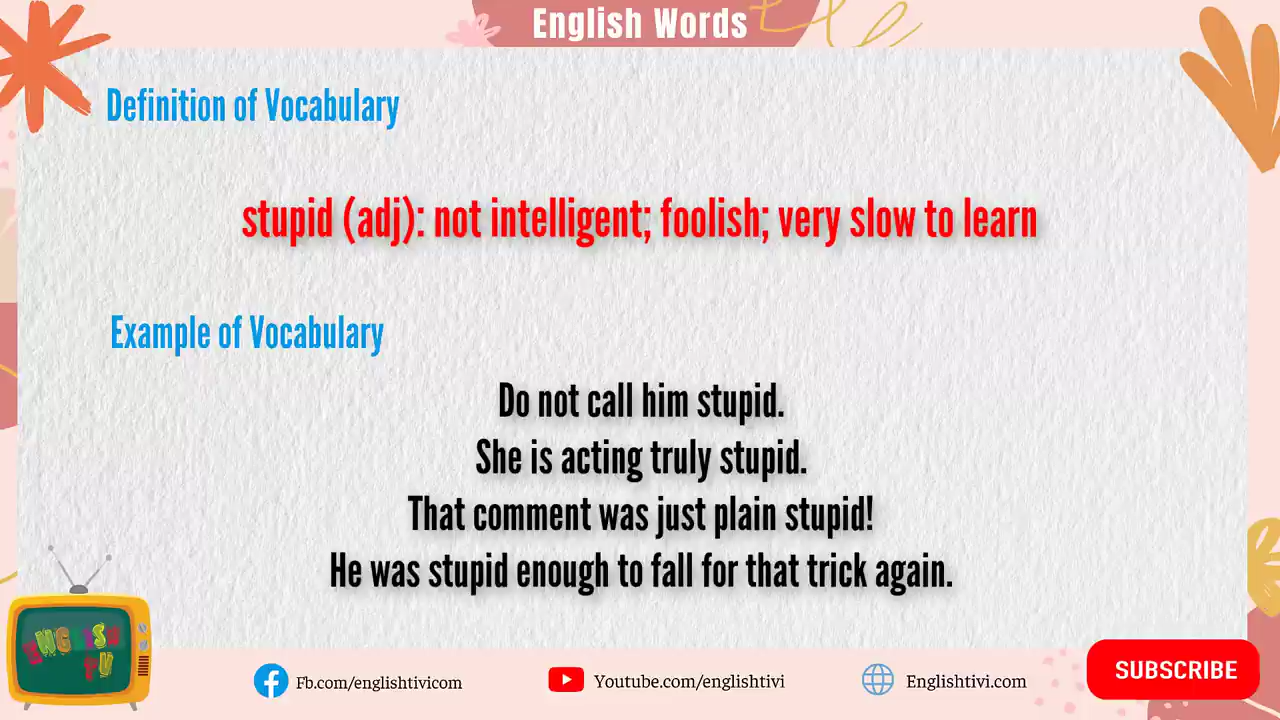 English Words
Definition of Vocabulary
stupid (adj): not intelligent; foolish; very slow to learn
Example of Vocabulary
Do not call him stupid.
She is acting truly stupid.
That comment was just plain stupid!
He was stupid enough to fall for that trick again.
ENGLISH
TV
Fb.com/englishtivicom
Youtube.com/englishtivi
Englishtivi.com
SUBSCRIBE